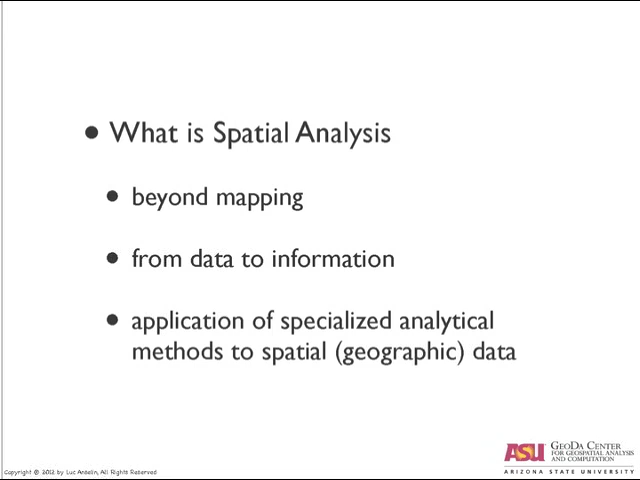 • What is Spatial Analysis
• beyond mapping
• from data to information
• application of specialized analytical
methods to spatial (geographic) data
Copyright © 2012 by Luc Anselin, All Rights Reserved
ASU GEODA CENTER
FOR GEOSPATIAL ANALYSIS
AND COMPUTATION
ARIZONA STATE UNIVERSITY